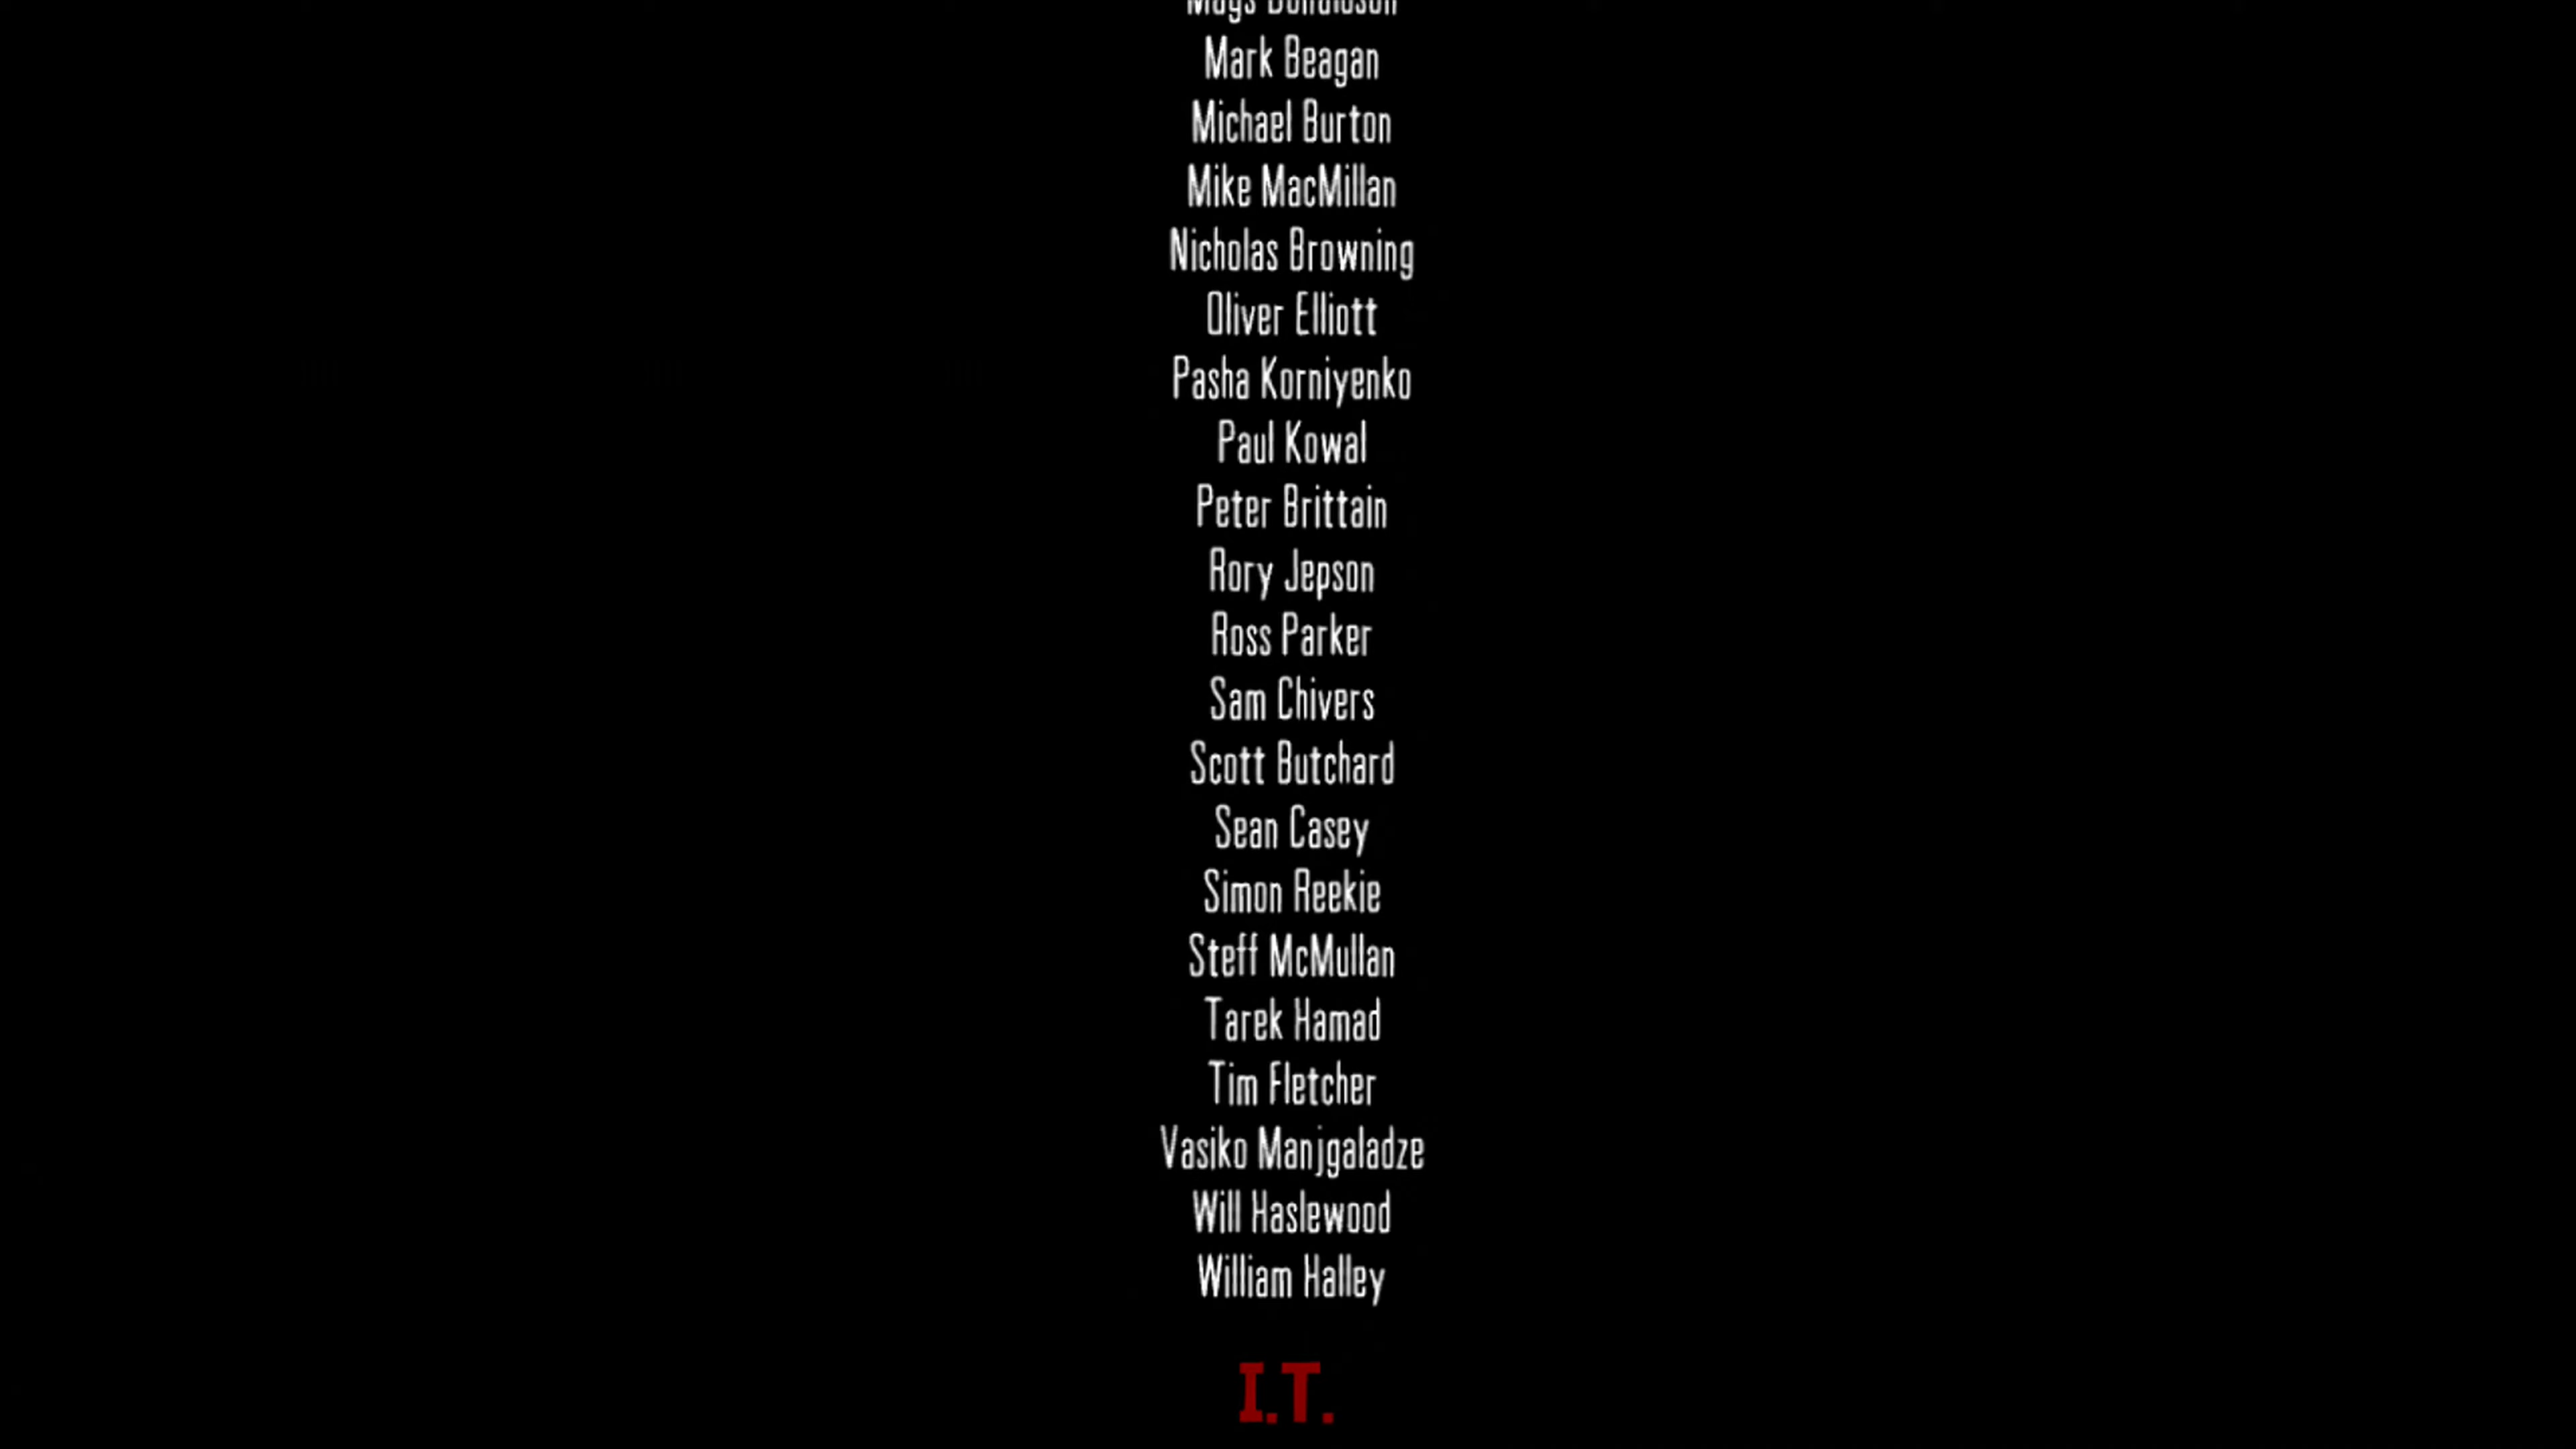 Mags Donaldson
Mark Beagan
Michael Burton
Mike MacMillan
Nicholas Browning
Oliver Elliott
Pasha Korniyenko
Paul Kowal
Peter Brittain
Rory Jepson
Ross Parker
Sam Chivers
Scott Butchard
Sean Casey
Simon Reekie
Steff McMullan
Tarek Hamad
Tim Fletcher
Vasiko Manjgaladze
Will Haslewood
William Halley
I.T.